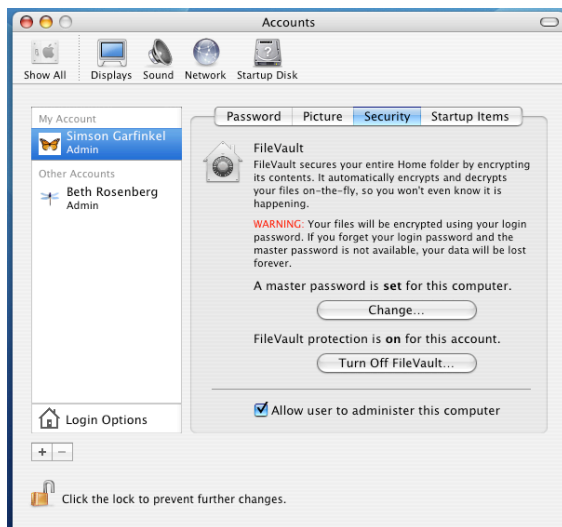 Accounts
Show All
Displays
Sound
Network
Startup Disk
My Account
Simson Garfinkel
Admin
Other Accounts
Beth Rosenberg
Admin
Login Options
Password
Picture
Security
Startup Items
FileVault
FileVault secures your entire Home folder by encrypting
its contents. It automatically encrypts and decrypts
your files on-the-fly, so you won't even know it is
happening.
WARNING: Your files will be encrypted using your login
password. If you forget your login password and the
master password is not available, your data will be lost
forever.
A master password is set for this computer.
Change...
FileVault protection is on for this account.
Turn Off FileVault...
Allow user to administer this computer
Click the lock to prevent further changes.